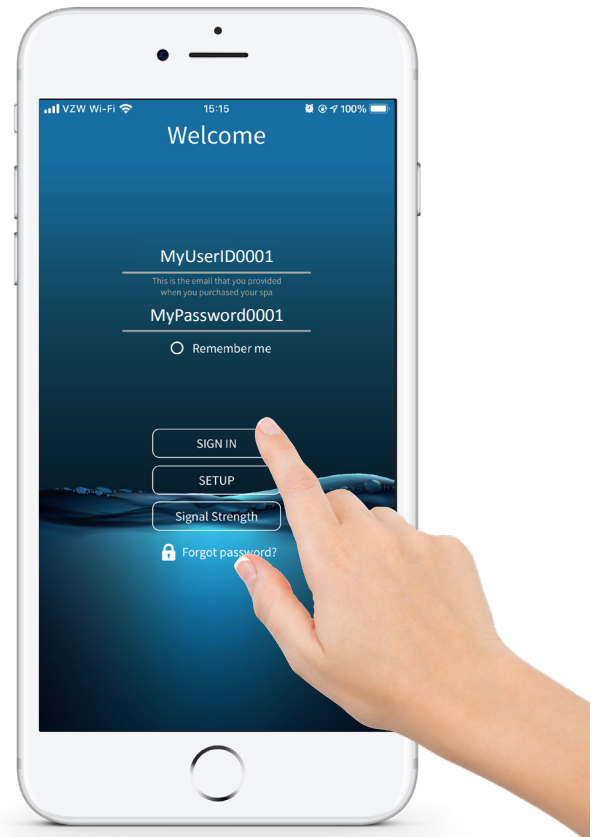 VZW Wi-Fi 15:15 100%
Welcome
MyUserID0001
This is the email that you provided
when you purchased your spa
MyPassword0001
Remember me
SIGN IN
SETUP
Signal Strength
Forgot password?